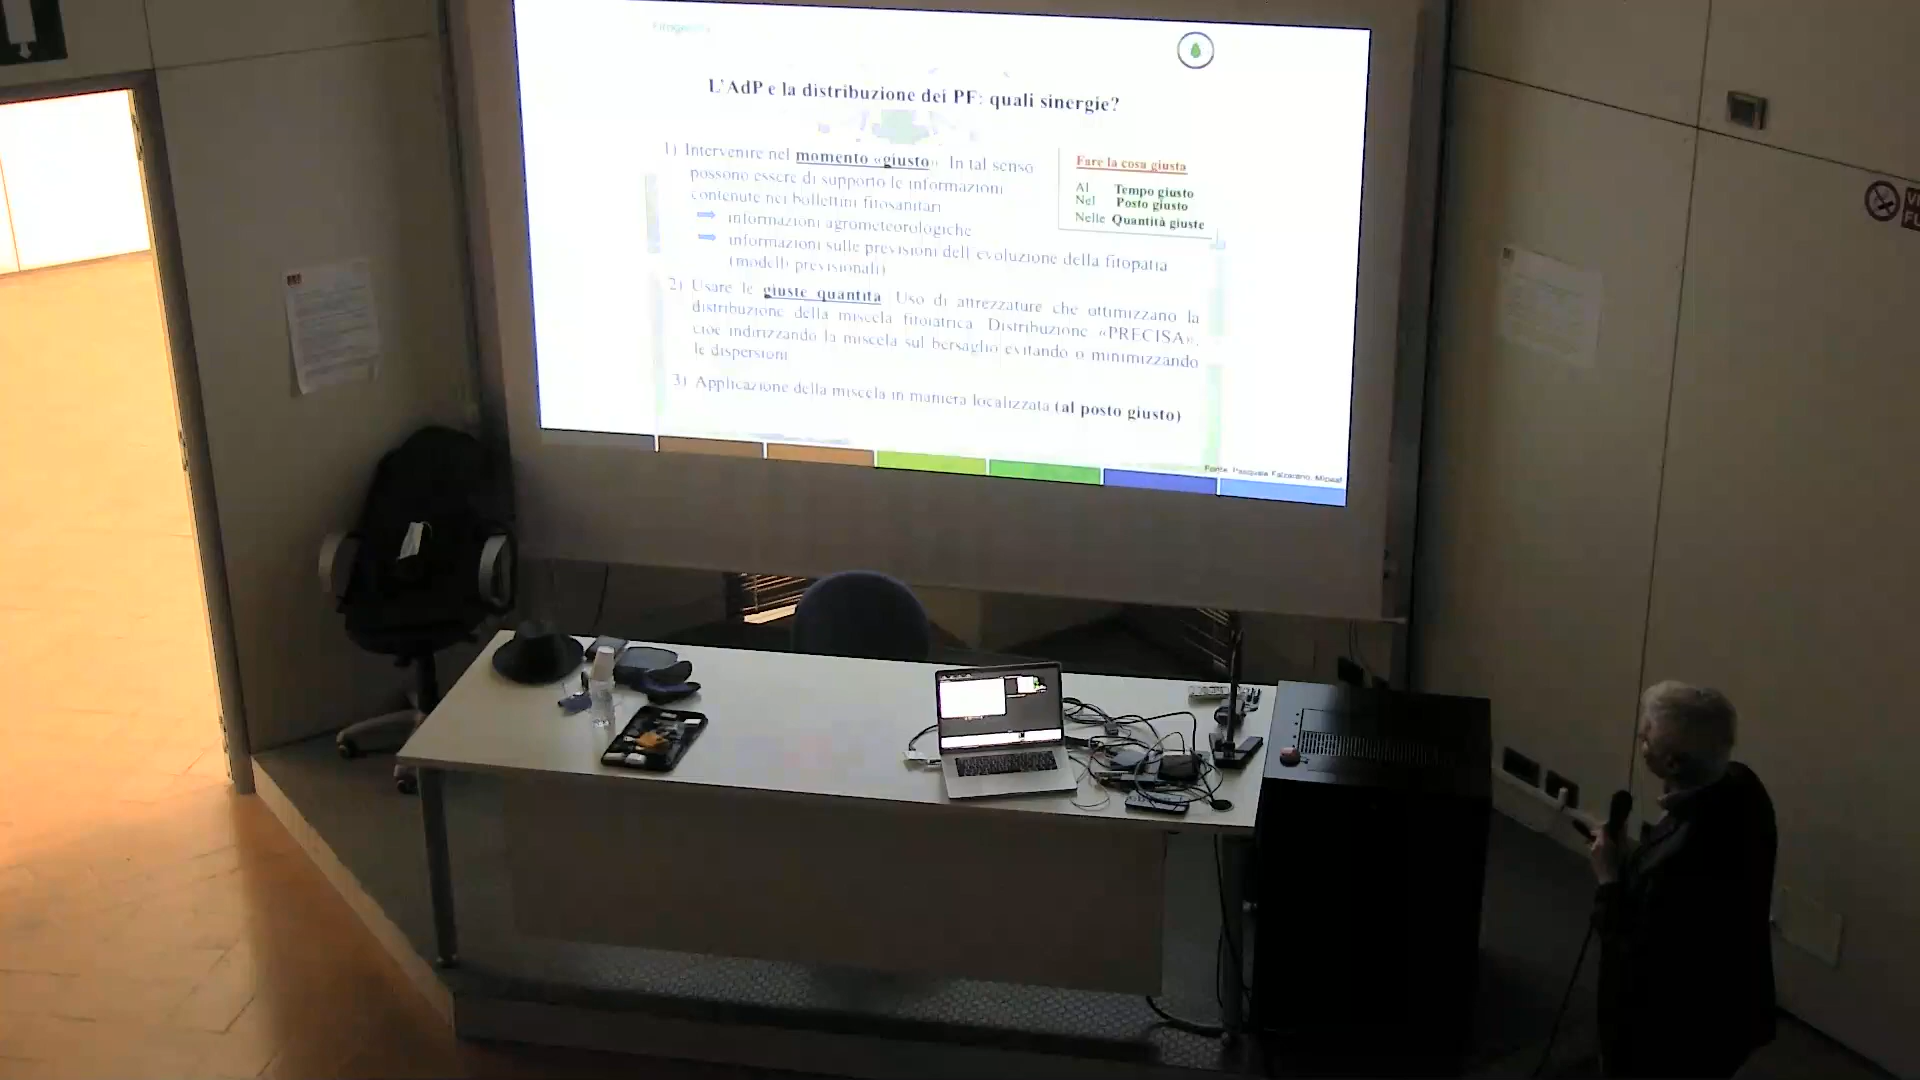 L'AdP e la distribuzione dei PF: quali sinergie?
1) Intervenire nel momento «giusto». In tal senso
possono essere di supporto le informazioni
contenute nei bollettini fitosanitari
informazioni agrometeorologiche
informazioni sulle previsioni dell'evoluzione della fitopatia
(modelli previsionali)
Fare la cosa giusta
Al Tempo giusto
Nel Posto giusto
Nelle Quantità giuste
2) Usare le giuste quantità. Uso di attrezzature che ottimizzano la
distribuzione della miscela fitoiatrica. Distribuzione «PRECISA»,
cioè indirizzando la miscela sul bersaglio evitando o minimizzando
le dispersioni
3) Applicazione della miscela in maniera localizzata (al posto giusto)
Fonte: Pasquale Falzarano, Mipaaf